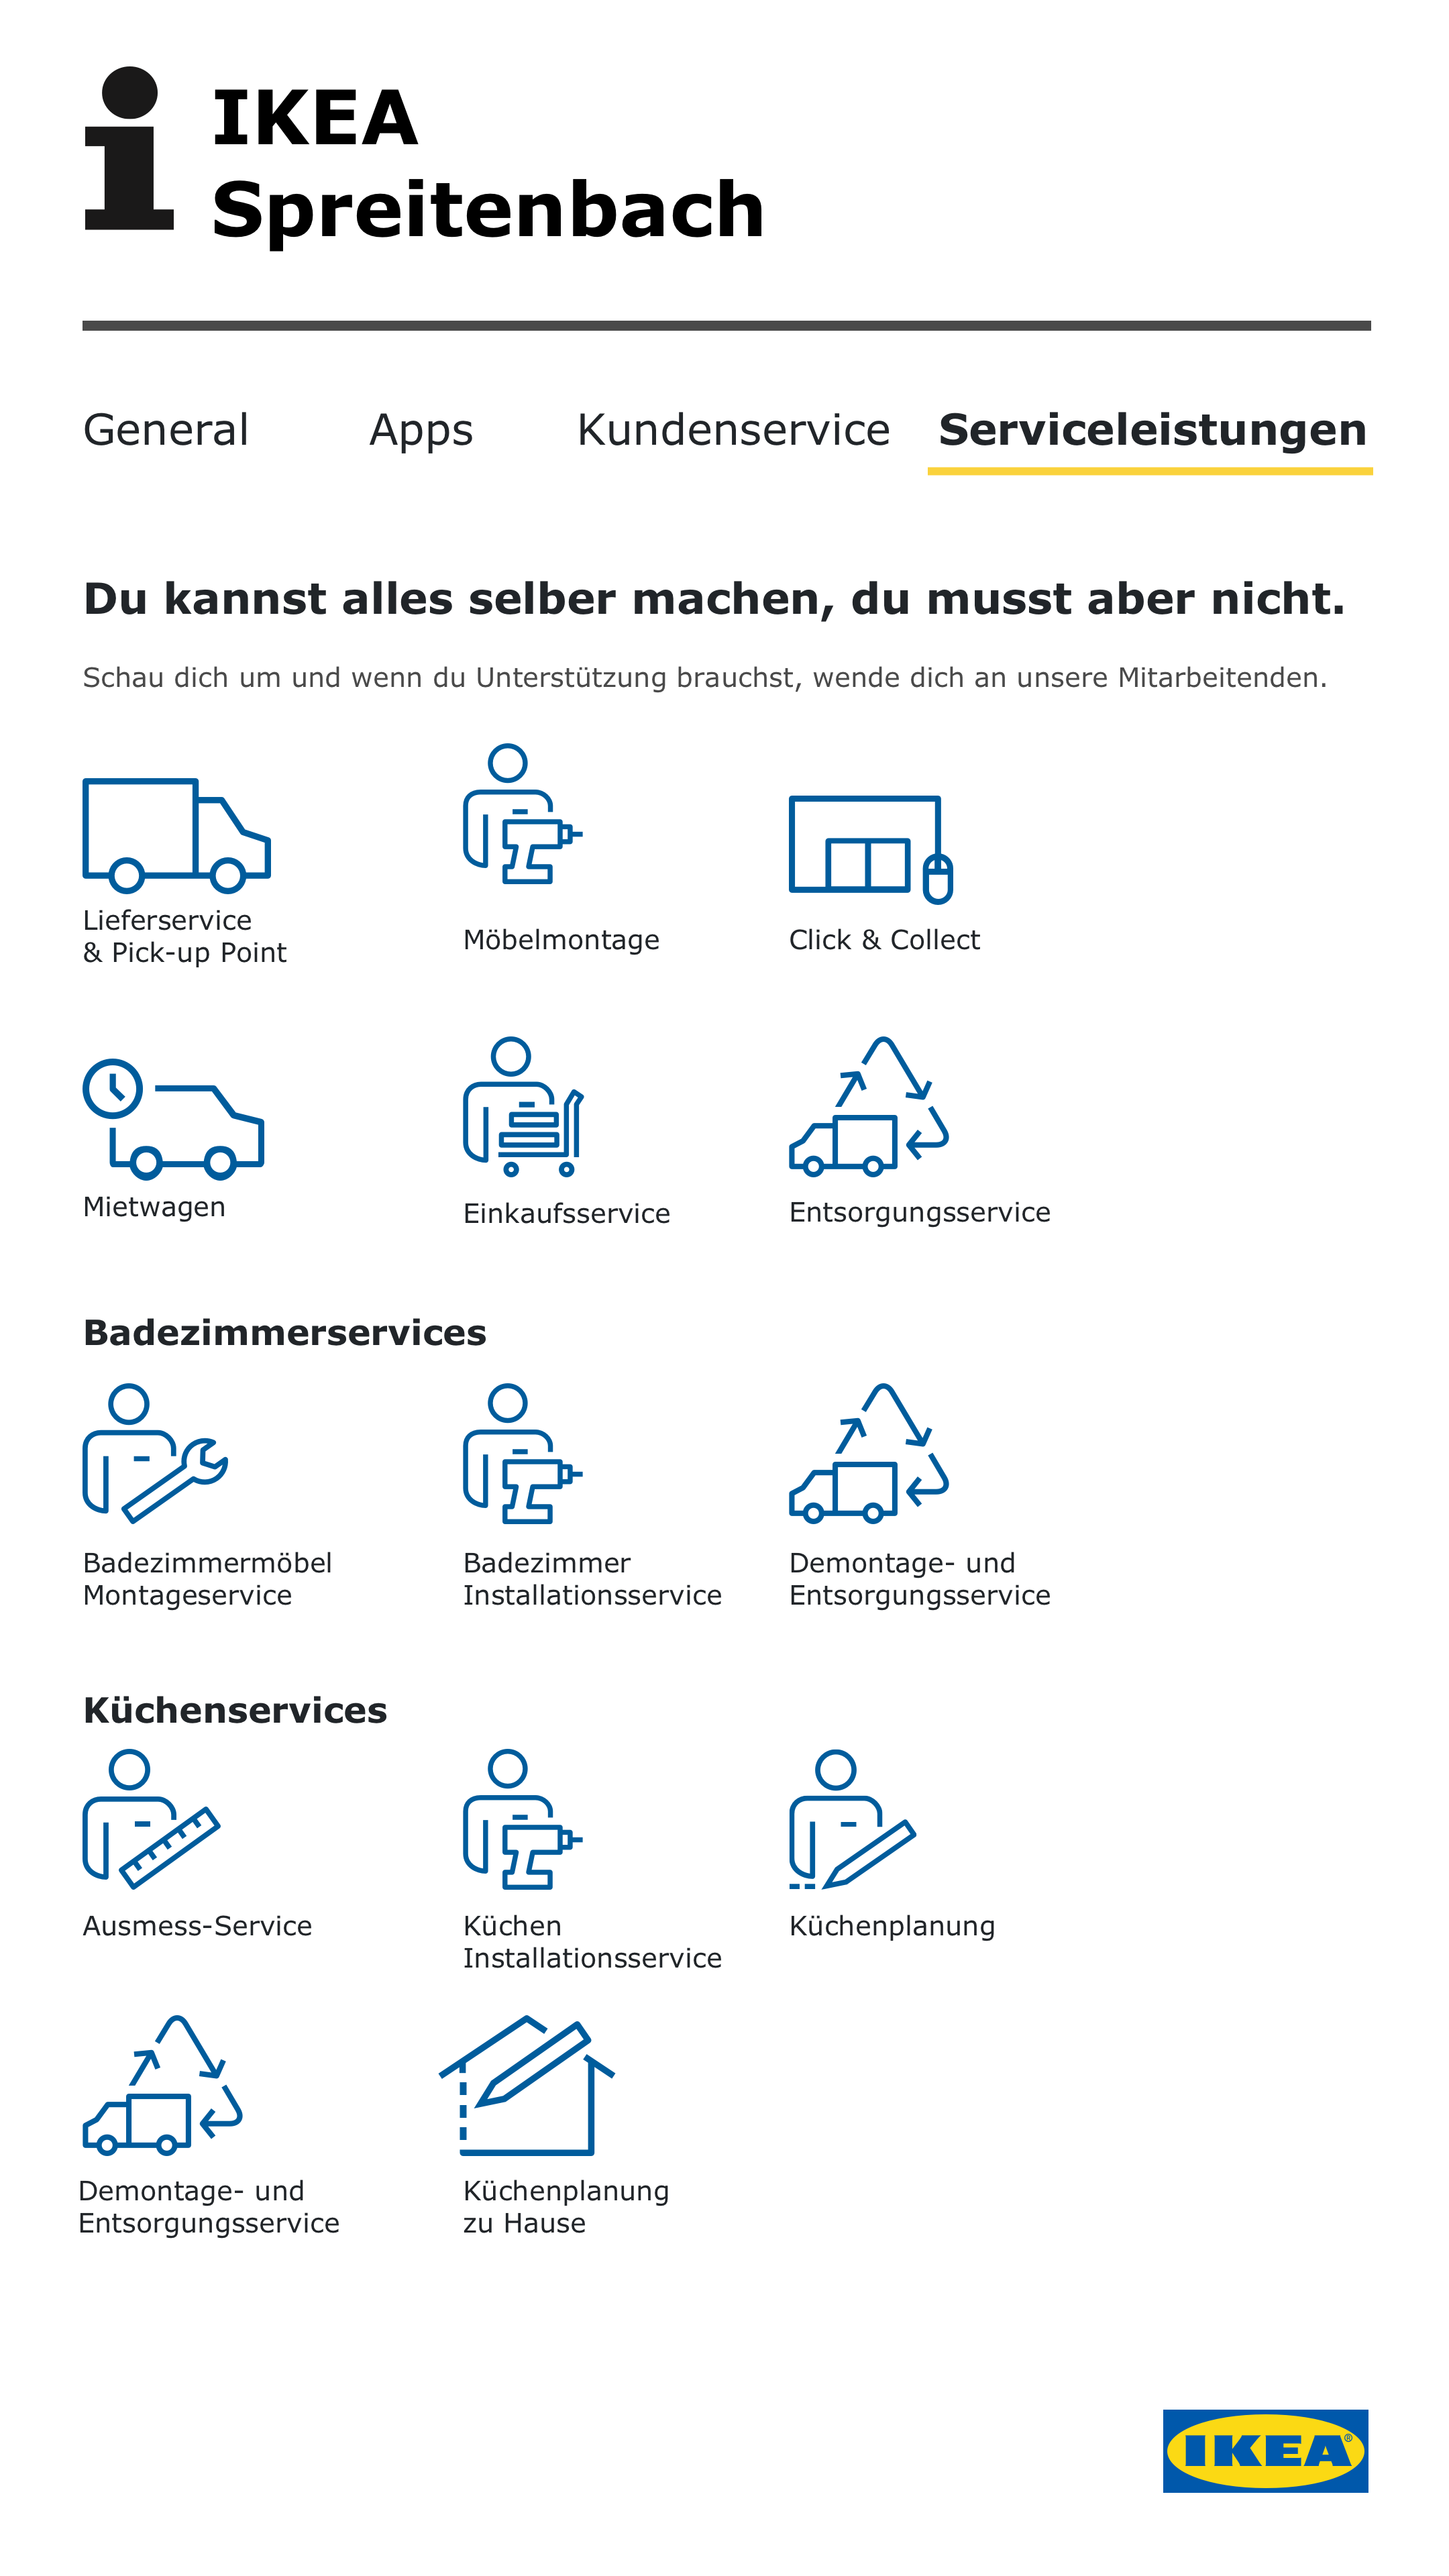 IKEA
Spreitenbach
General Apps Kundenservice Serviceleistungen
Du kannst alles selber machen, du musst aber nicht.
Schau dich um und wenn du Unterstützung brauchst, wende dich an unsere Mitarbeitenden.
Lieferservice
& Pick-up Point
Möbelmontage
Click & Collect
Mietwagen
Einkaufsservice
Entsorgungsservice
Badezimmerservices
Badezimmermöbel
Montageservice
Badezimmer
Installationsservice
Demontage- und
Entsorgungsservice
Küchenservices
Ausmess-Service
Küchen
Installationsservice
Küchenplanung
Demontage- und
Entsorgungsservice
Küchenplanung
zu Hause
IKEA®